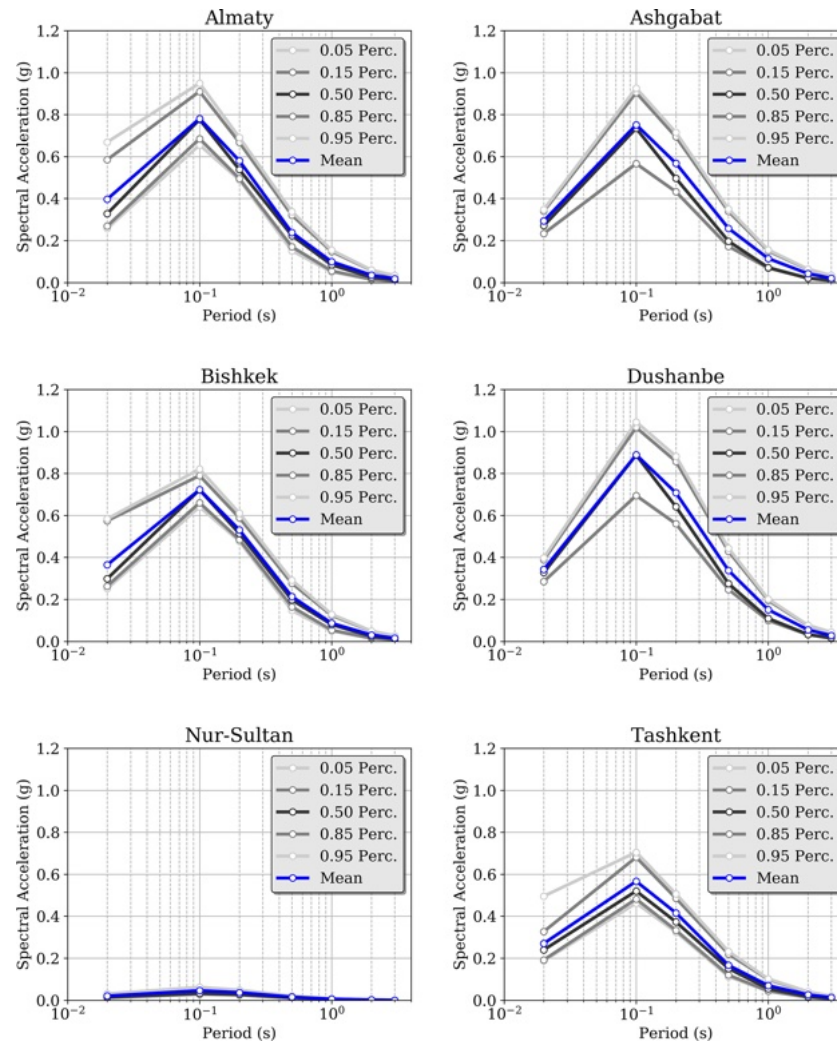 Almaty
Spectral Acceleration (g)
1.2
1.0
0.8
0.6
0.4
0.2
0.0
0.05 Perc.
0.15 Perc.
0.50 Perc.
0.85 Perc.
0.95 Perc.
Mean
10⁻² 10⁻¹ 10⁰
Period (s)
Ashgabat
Spectral Acceleration (g)
1.2
1.0
0.8
0.6
0.4
0.2
0.0
0.05 Perc.
0.15 Perc.
0.50 Perc.
0.85 Perc.
0.95 Perc.
Mean
10⁻² 10⁻¹ 10⁰
Period (s)
Bishkek
Spectral Acceleration (g)
1.2
1.0
0.8
0.6
0.4
0.2
0.0
0.05 Perc.
0.15 Perc.
0.50 Perc.
0.85 Perc.
0.95 Perc.
Mean
10⁻² 10⁻¹ 10⁰
Period (s)
Dushanbe
Spectral Acceleration (g)
1.2
1.0
0.8
0.6
0.4
0.2
0.0
0.05 Perc.
0.15 Perc.
0.50 Perc.
0.85 Perc.
0.95 Perc.
Mean
10⁻² 10⁻¹ 10⁰
Period (s)
Nur-Sultan
Spectral Acceleration (g)
1.2
1.0
0.8
0.6
0.4
0.2
0.0
0.05 Perc.
0.15 Perc.
0.50 Perc.
0.85 Perc.
0.95 Perc.
Mean
10⁻² 10⁻¹ 10⁰
Period (s)
Tashkent
Spectral Acceleration (g)
1.2
1.0
0.8
0.6
0.4
0.2
0.0
0.05 Perc.
0.15 Perc.
0.50 Perc.
0.85 Perc.
0.95 Perc.
Mean
10⁻² 10⁻¹ 10⁰
Period (s)